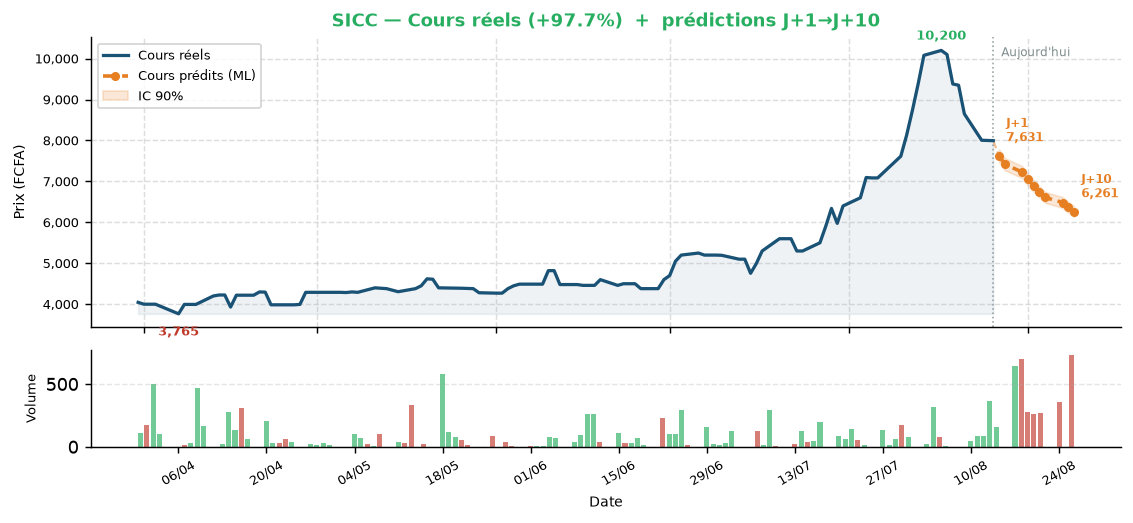 SICC — Cours réels (+97.7%)  +  prédictions J+1→J+10
10,200
Aujourd'hui
Cours réels
Cours prédits (ML)
IC 90%
10,000
9,000
8,000
7,000
6,000
5,000
4,000
Prix (FCFA)
J+1
7,631
J+10
6,261
3,765
500
0
Volume
06/04
20/04
04/05
18/05
01/06
15/06
29/06
13/07
27/07
10/08
24/08
Date